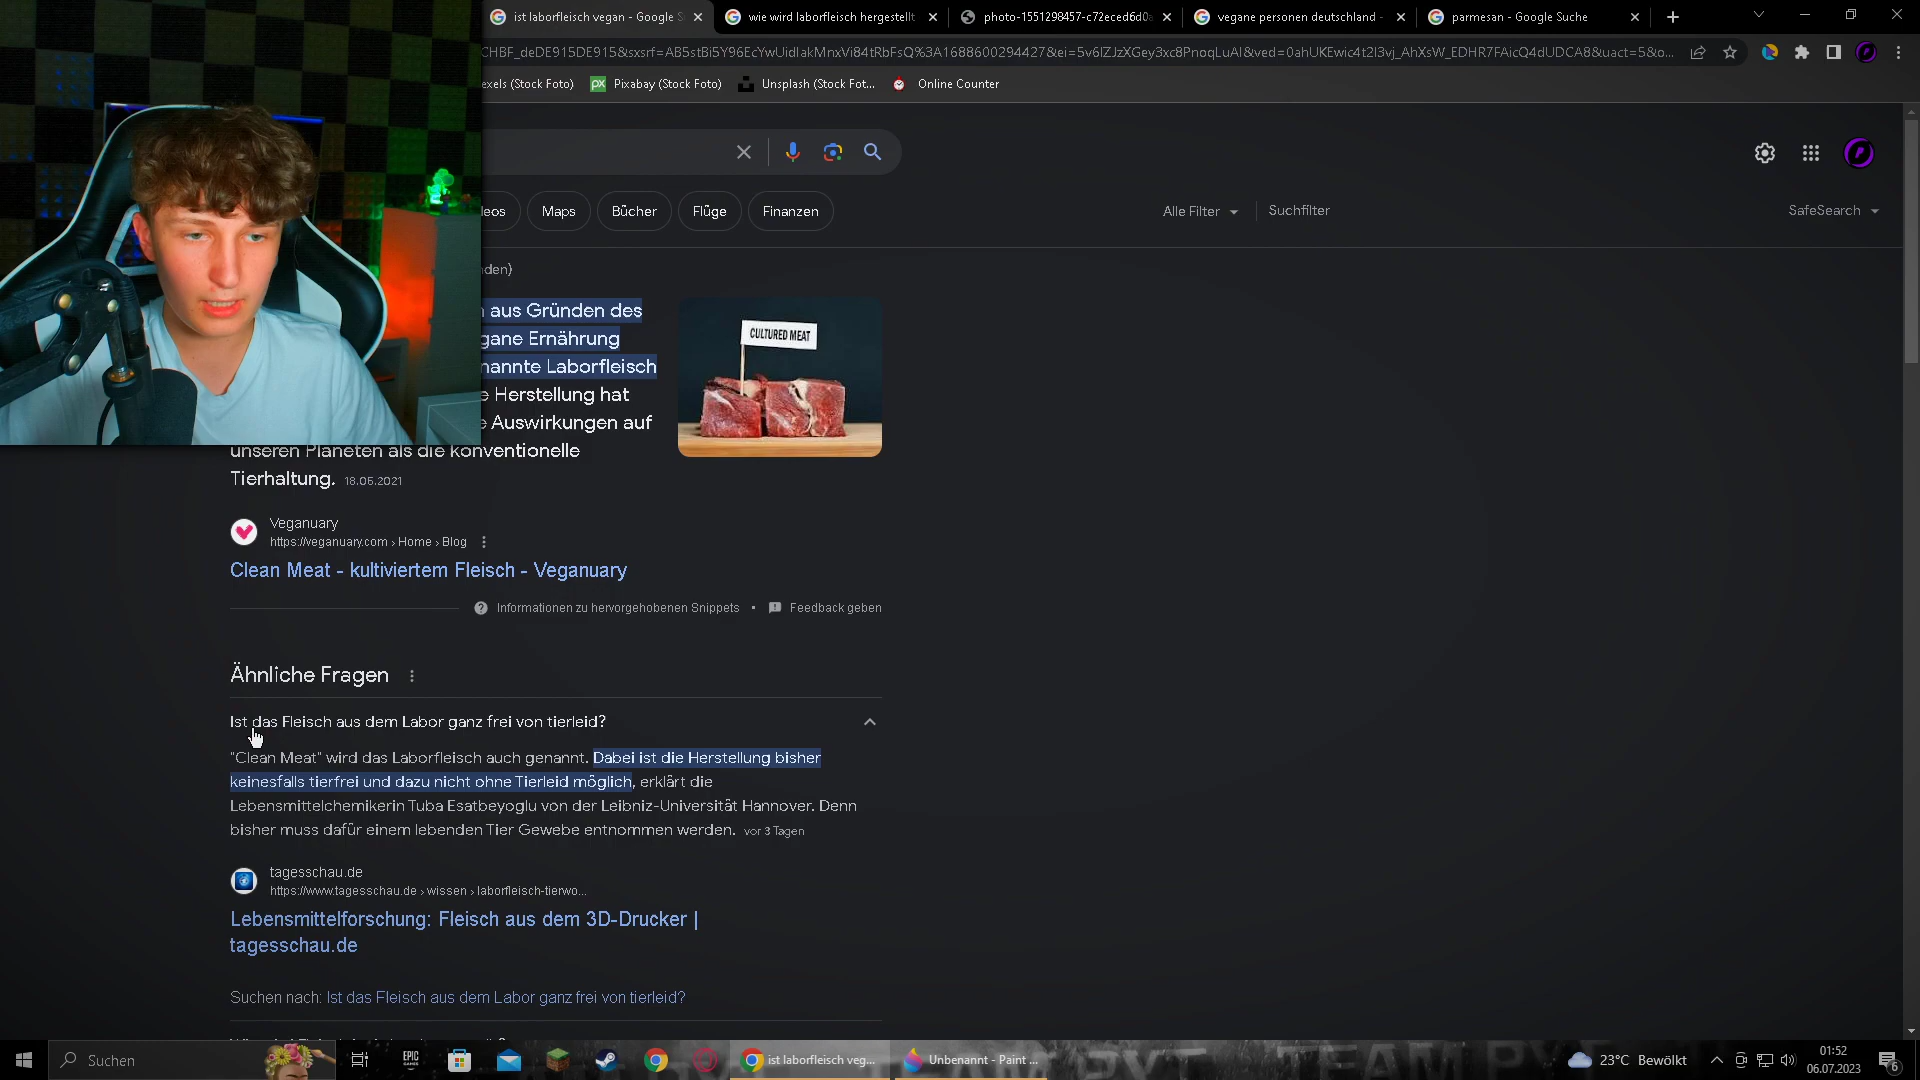 ist laborfleisch vegan - Google S
wie wird laborfleisch hergestellt
photo-1551298457-c72eced6d0a
vegane personen deutschland -
parmesan - Google Suche
exels (Stock Foto)
Pixabay (Stock Foto)
Unsplash (Stock Fot...
Online Counter
deos
Maps
Bücher
Flüge
Finanzen
Alle Filter
Suchfilter
SafeSearch
nden)
aus Gründen des
gane Ernährung
nannte Laborfleisch
e Herstellung hat
e Auswirkungen auf
unseren Planeten als die konventionelle
Tierhaltung. 18.05.2021
CULTURED MEAT
Veganuary
https://veganuary.com › Home › Blog
Clean Meat - kultiviertem Fleisch - Veganuary
Informationen zu hervorgehobenen Snippets • Feedback geben
Ähnliche Fragen
Ist das Fleisch aus dem Labor ganz frei von tierleid?
"Clean Meat" wird das Laborfleisch auch genannt. Dabei ist die Herstellung bisher
keinesfalls tierfrei und dazu nicht ohne Tierleid möglich, erklärt die
Lebensmittelchemikerin Tuba Esatbeyoglu von der Leibniz-Universität Hannover. Denn
bisher muss dafür einem lebenden Tier Gewebe entnommen werden. vor 3 Tagen
tagesschau.de
https://www.tagesschau.de › wissen › laborfleisch-tierwo...
Lebensmittelforschung: Fleisch aus dem 3D-Drucker |
tagesschau.de
Suchen nach: Ist das Fleisch aus dem Labor ganz frei von tierleid?
Suchen
EPIC GAMES
ist laborfleisch veg...
Unbenannt - Paint ...
23°C Bewölkt
01:52
06.07.2023
6